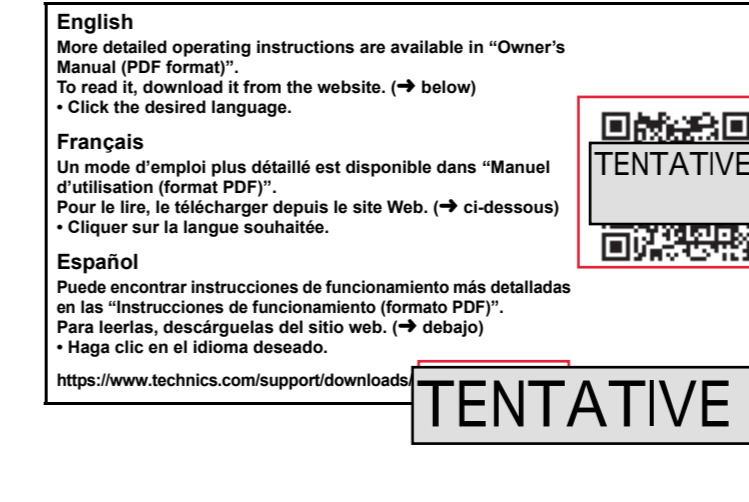 English
More detailed operating instructions are available in “Owner’s
Manual (PDF format)”.
To read it, download it from the website. (➜ below)
• Click the desired language.
Français
Un mode d’emploi plus détaillé est disponible dans “Manuel
d’utilisation (format PDF)”.
Pour le lire, le télécharger depuis le site Web. (➜ ci-dessous)
• Cliquer sur la langue souhaitée.
Español
Puede encontrar instrucciones de funcionamiento más detalladas
en las “Instrucciones de funcionamiento (formato PDF)”.
Para leerlas, descárguelas del sitio web. (➜ debajo)
• Haga clic en el idioma deseado.
https://www.technics.com/support/downloads/
TENTATIVE
TENTATIVE